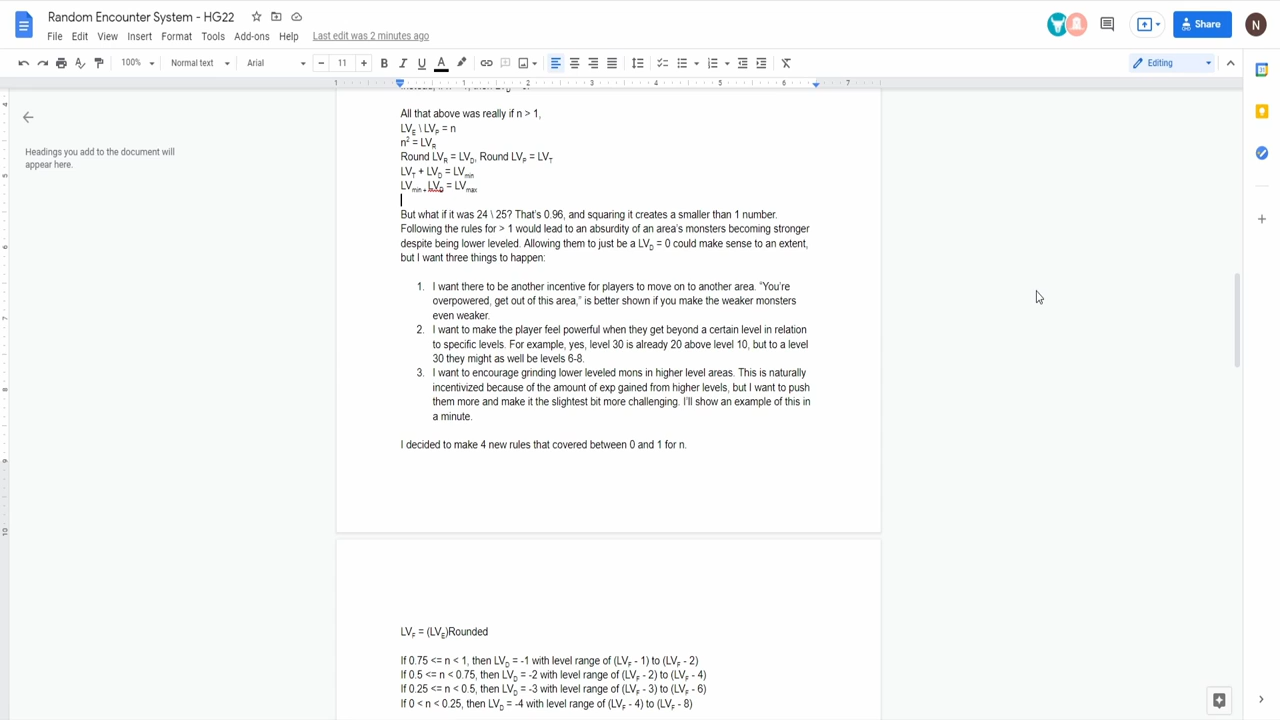 Random Encounter System - HG22
File Edit View Insert Format Tools Add-ons Help Last edit was 2 minutes ago
Share
N
100% Normal text Arial 11 Editing
1 1 2 3 4 5 6 7
Headings you add to the document will
appear here.
All that above was really if n > 1,
LVE \ LVP = n
n² = LVR
Round LVR = LVD, Round LVP = LVT
LVT + LVD = LVmin
LVmin + LVD = LVmax
But what if it was 24 \ 25? That's 0.96, and squaring it creates a smaller than 1 number.
Following the rules for > 1 would lead to an absurdity of an area's monsters becoming stronger
despite being lower leveled. Allowing them to just be a LVD = 0 could make sense to an extent,
but I want three things to happen:
1. I want there to be another incentive for players to move on to another area. "You're
overpowered, get out of this area," is better shown if you make the weaker monsters
even weaker.
2. I want to make the player feel powerful when they get beyond a certain level in relation
to specific levels. For example, yes, level 30 is already 20 above level 10, but to a level
30 they might as well be levels 6-8.
3. I want to encourage grinding lower leveled mons in higher level areas. This is naturally
incentivized because of the amount of exp gained from higher levels, but I want to push
them more and make it the slightest bit more challenging. I'll show an example of this in
a minute.
I decided to make 4 new rules that covered between 0 and 1 for n.
LVF = (LVE)Rounded
If 0.75 <= n < 1, then LVD = -1 with level range of (LVF - 1) to (LVF - 2)
If 0.5 <= n < 0.75, then LVD = -2 with level range of (LVF - 2) to (LVF - 4)
If 0.25 <= n < 0.5, then LVD = -3 with level range of (LVF - 3) to (LVF - 6)
If 0 < n < 0.25, then LVD = -4 with level range of (LVF - 4) to (LVF - 8)